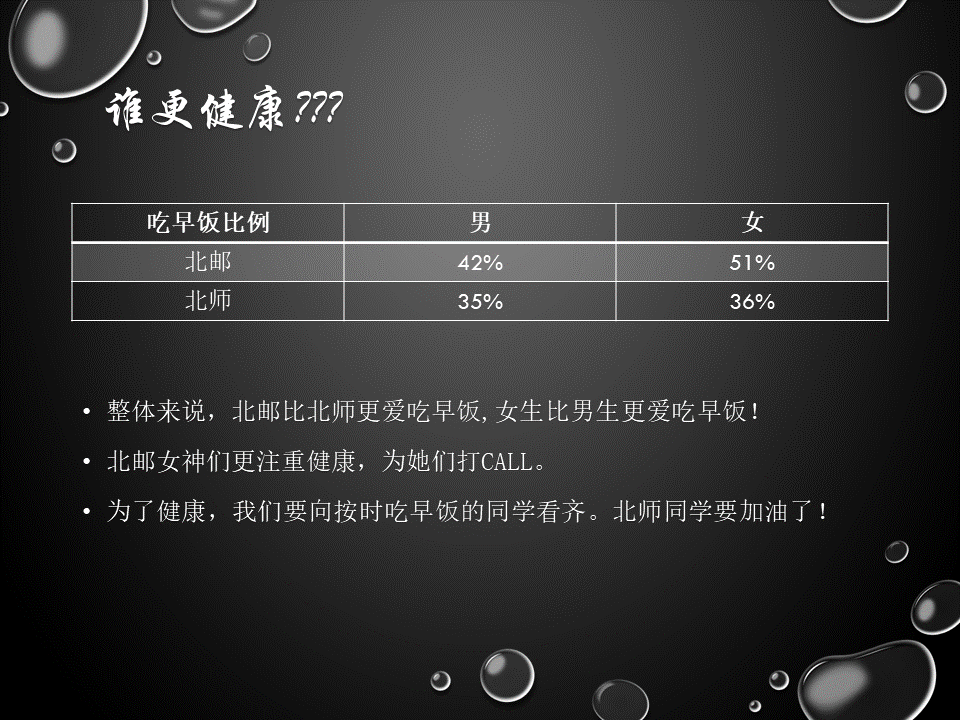 谁更健康???
吃早饭比例 男 女
北邮 42% 51%
北师 35% 36%
• 整体来说，北邮比北师更爱吃早饭,女生比男生更爱吃早饭！
• 北邮女神们更注重健康，为她们打CALL。
• 为了健康，我们要向按时吃早饭的同学看齐。北师同学要加油了！